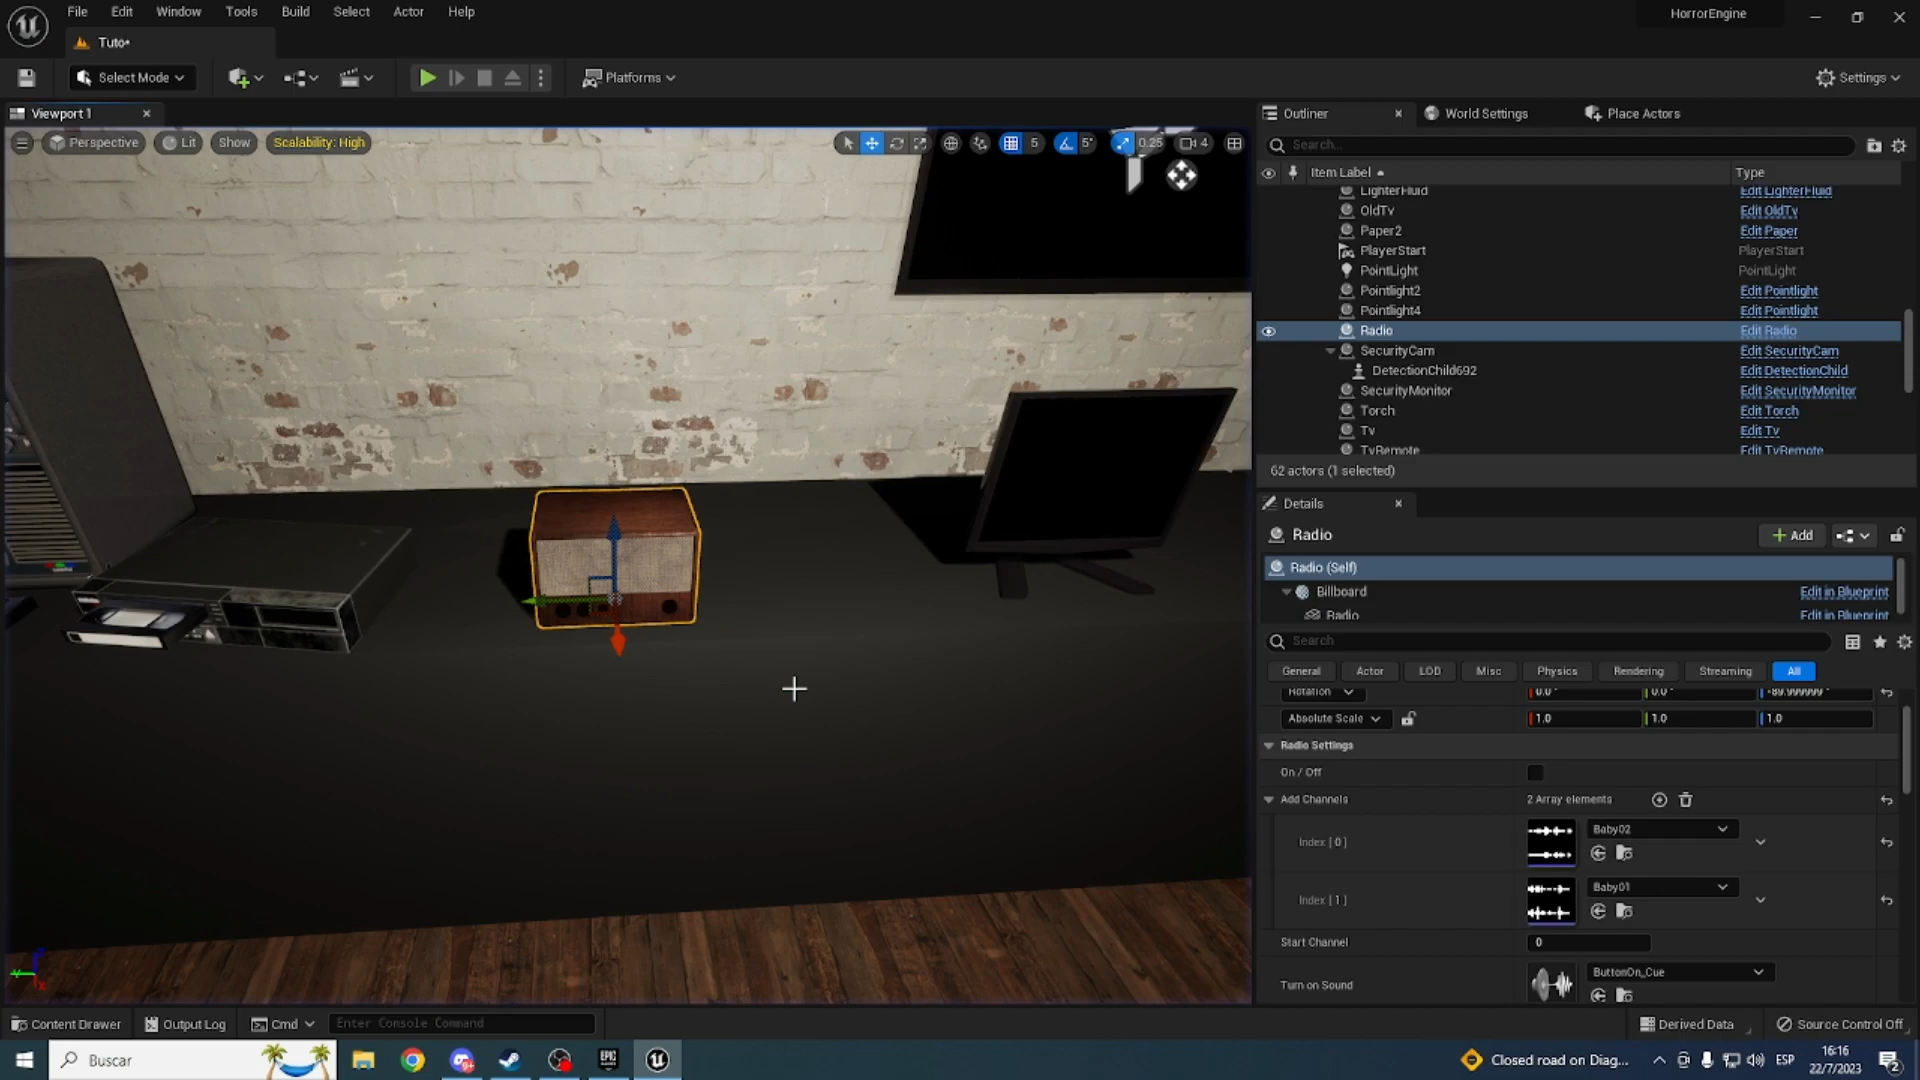 File Edit Window Tools Build Select Actor Help
HorrorEngine
Tuto*
Select Mode
Platforms
Settings
Viewport 1
Perspective Lit Show Scalability: High
5 5° 0.25 4
Outliner World Settings Place Actors
Search...
Item Label Type
LighterFluid Edit LighterFluid
OldTv Edit OldTv
Paper2 Edit Paper
PlayerStart PlayerStart
PointLight PointLight
Pointlight2 Edit Pointlight
Pointlight4 Edit Pointlight
Radio Edit Radio
SecurityCam Edit SecurityCam
DetectionChild692 Edit DetectionChild
SecurityMonitor Edit SecurityMonitor
Torch Edit Torch
Tv Edit Tv
TvRemote Edit TvRemote
62 actors (1 selected)
Details
Radio
Add
Radio (Self)
Billboard Edit in Blueprint
Radio Edit in Blueprint
Search
General Actor LOD Misc Physics Rendering Streaming All
Rotation 0.0° 0.0° -89.999999°
Absolute Scale 1.0 1.0 1.0
Radio Settings
On / Off
Add Channels 2 Array elements
Index [ 0 ] Baby02
Index [ 1 ] Baby01
Start Channel 0
Turn on Sound ButtonOn_Cue
Content Drawer Output Log Cmd Enter Console Command
Derived Data Source Control Off
Buscar
EPIC
Closed road on Diag...
ESP
16:16
22/7/2023
2